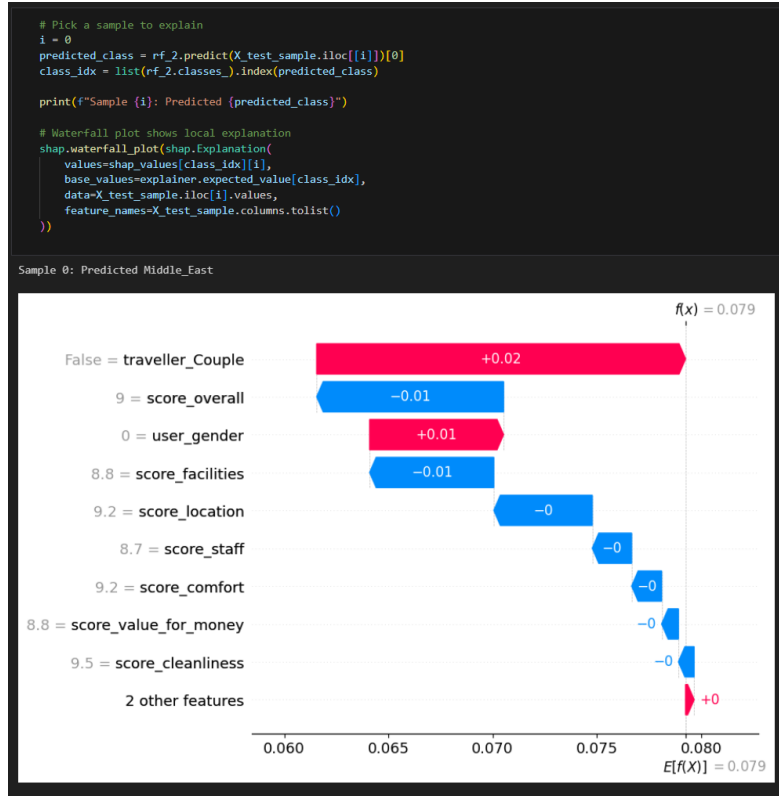 # Pick a sample to explain
i = 0
predicted_class = rf_2.predict(X_test_sample.iloc[[i]])[0]
class_idx = list(rf_2.classes_).index(predicted_class)
print(f"Sample {i}: Predicted {predicted_class}")
# Waterfall plot shows local explanation
shap.waterfall_plot(shap.Explanation(
    values=shap_values[class_idx][i],
    base_values=explainer.expected_value[class_idx],
    data=X_test_sample.iloc[i].values,
    feature_names=X_test_sample.columns.tolist()
))
Sample 0: Predicted Middle_East
f(x) = 0.079
False = traveller_Couple +0.02
9 = score_overall −0.01
0 = user_gender +0.01
8.8 = score_facilities −0.01
9.2 = score_location −0
8.7 = score_staff −0
9.2 = score_comfort −0
8.8 = score_value_for_money −0
9.5 = score_cleanliness −0
2 other features +0
0.060 0.065 0.070 0.075 0.080
E[f(X)] = 0.079